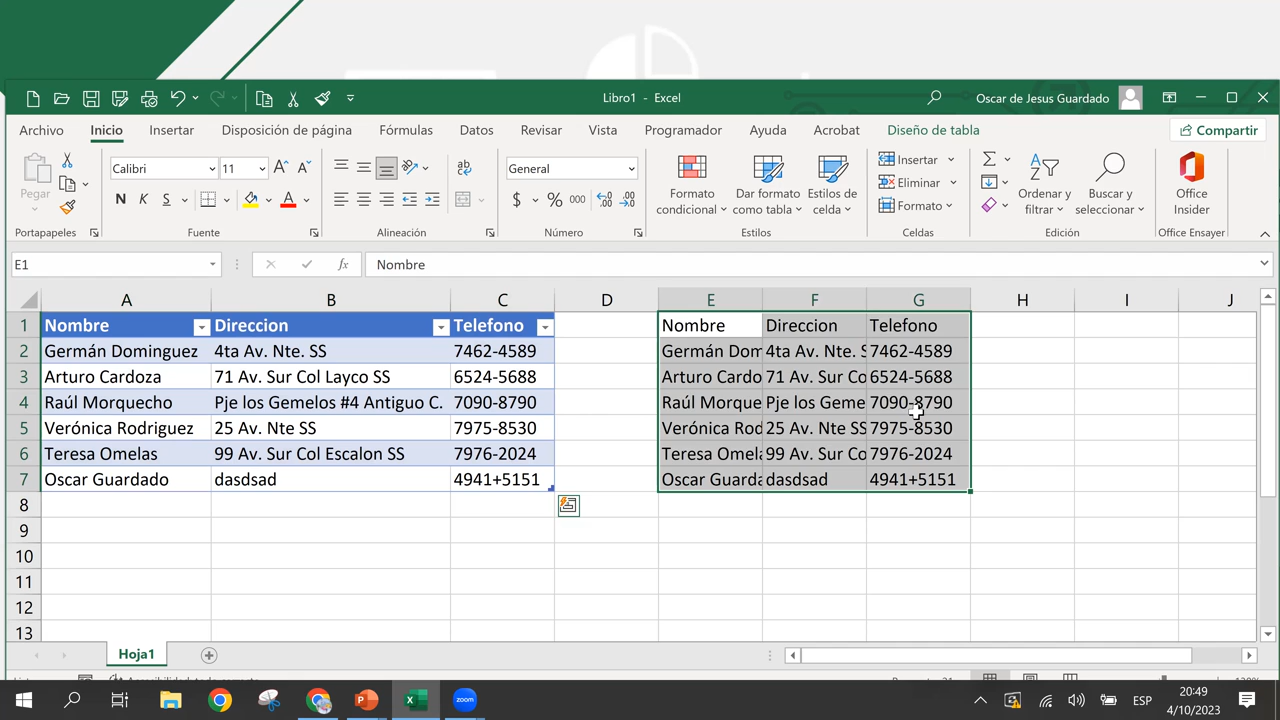 Libro1 - Excel
Oscar de Jesus Guardado
Archivo Inicio Insertar Disposición de página Fórmulas Datos Revisar Vista Programador Ayuda Acrobat Diseño de tabla Compartir
Pegar
Calibri 11
N K S A
General
$ % 000
Formato condicional
Dar formato como tabla
Estilos de celda
Insertar
Eliminar
Formato
Ordenar y filtrar
Buscar y seleccionar
Office Insider
Portapapeles Fuente Alineación Número Estilos Celdas Edición Office Ensayer
E1 fx Nombre
A B C D E F G H I J
1 Nombre Direccion Telefono Nombre Direccion Telefono
2 Germán Dominguez 4ta Av. Nte. SS 7462-4589 Germán Dom 4ta Av. Nte. S 7462-4589
3 Arturo Cardoza 71 Av. Sur Col Layco SS 6524-5688 Arturo Cardo 71 Av. Sur Co 6524-5688
4 Raúl Morquecho Pje los Gemelos #4 Antiguo C. 7090-8790 Raúl Morque Pje los Geme 7090-8790
5 Verónica Rodriguez 25 Av. Nte SS 7975-8530 Verónica Rod 25 Av. Nte SS 7975-8530
6 Teresa Omelas 99 Av. Sur Col Escalon SS 7976-2024 Teresa Omela 99 Av. Sur Co 7976-2024
7 Oscar Guardado dasdsad 4941+5151 Oscar Guarda dasdsad 4941+5151
8
9
10
11
12
13
Hoja1
zoom
ESP
20:49
4/10/2023